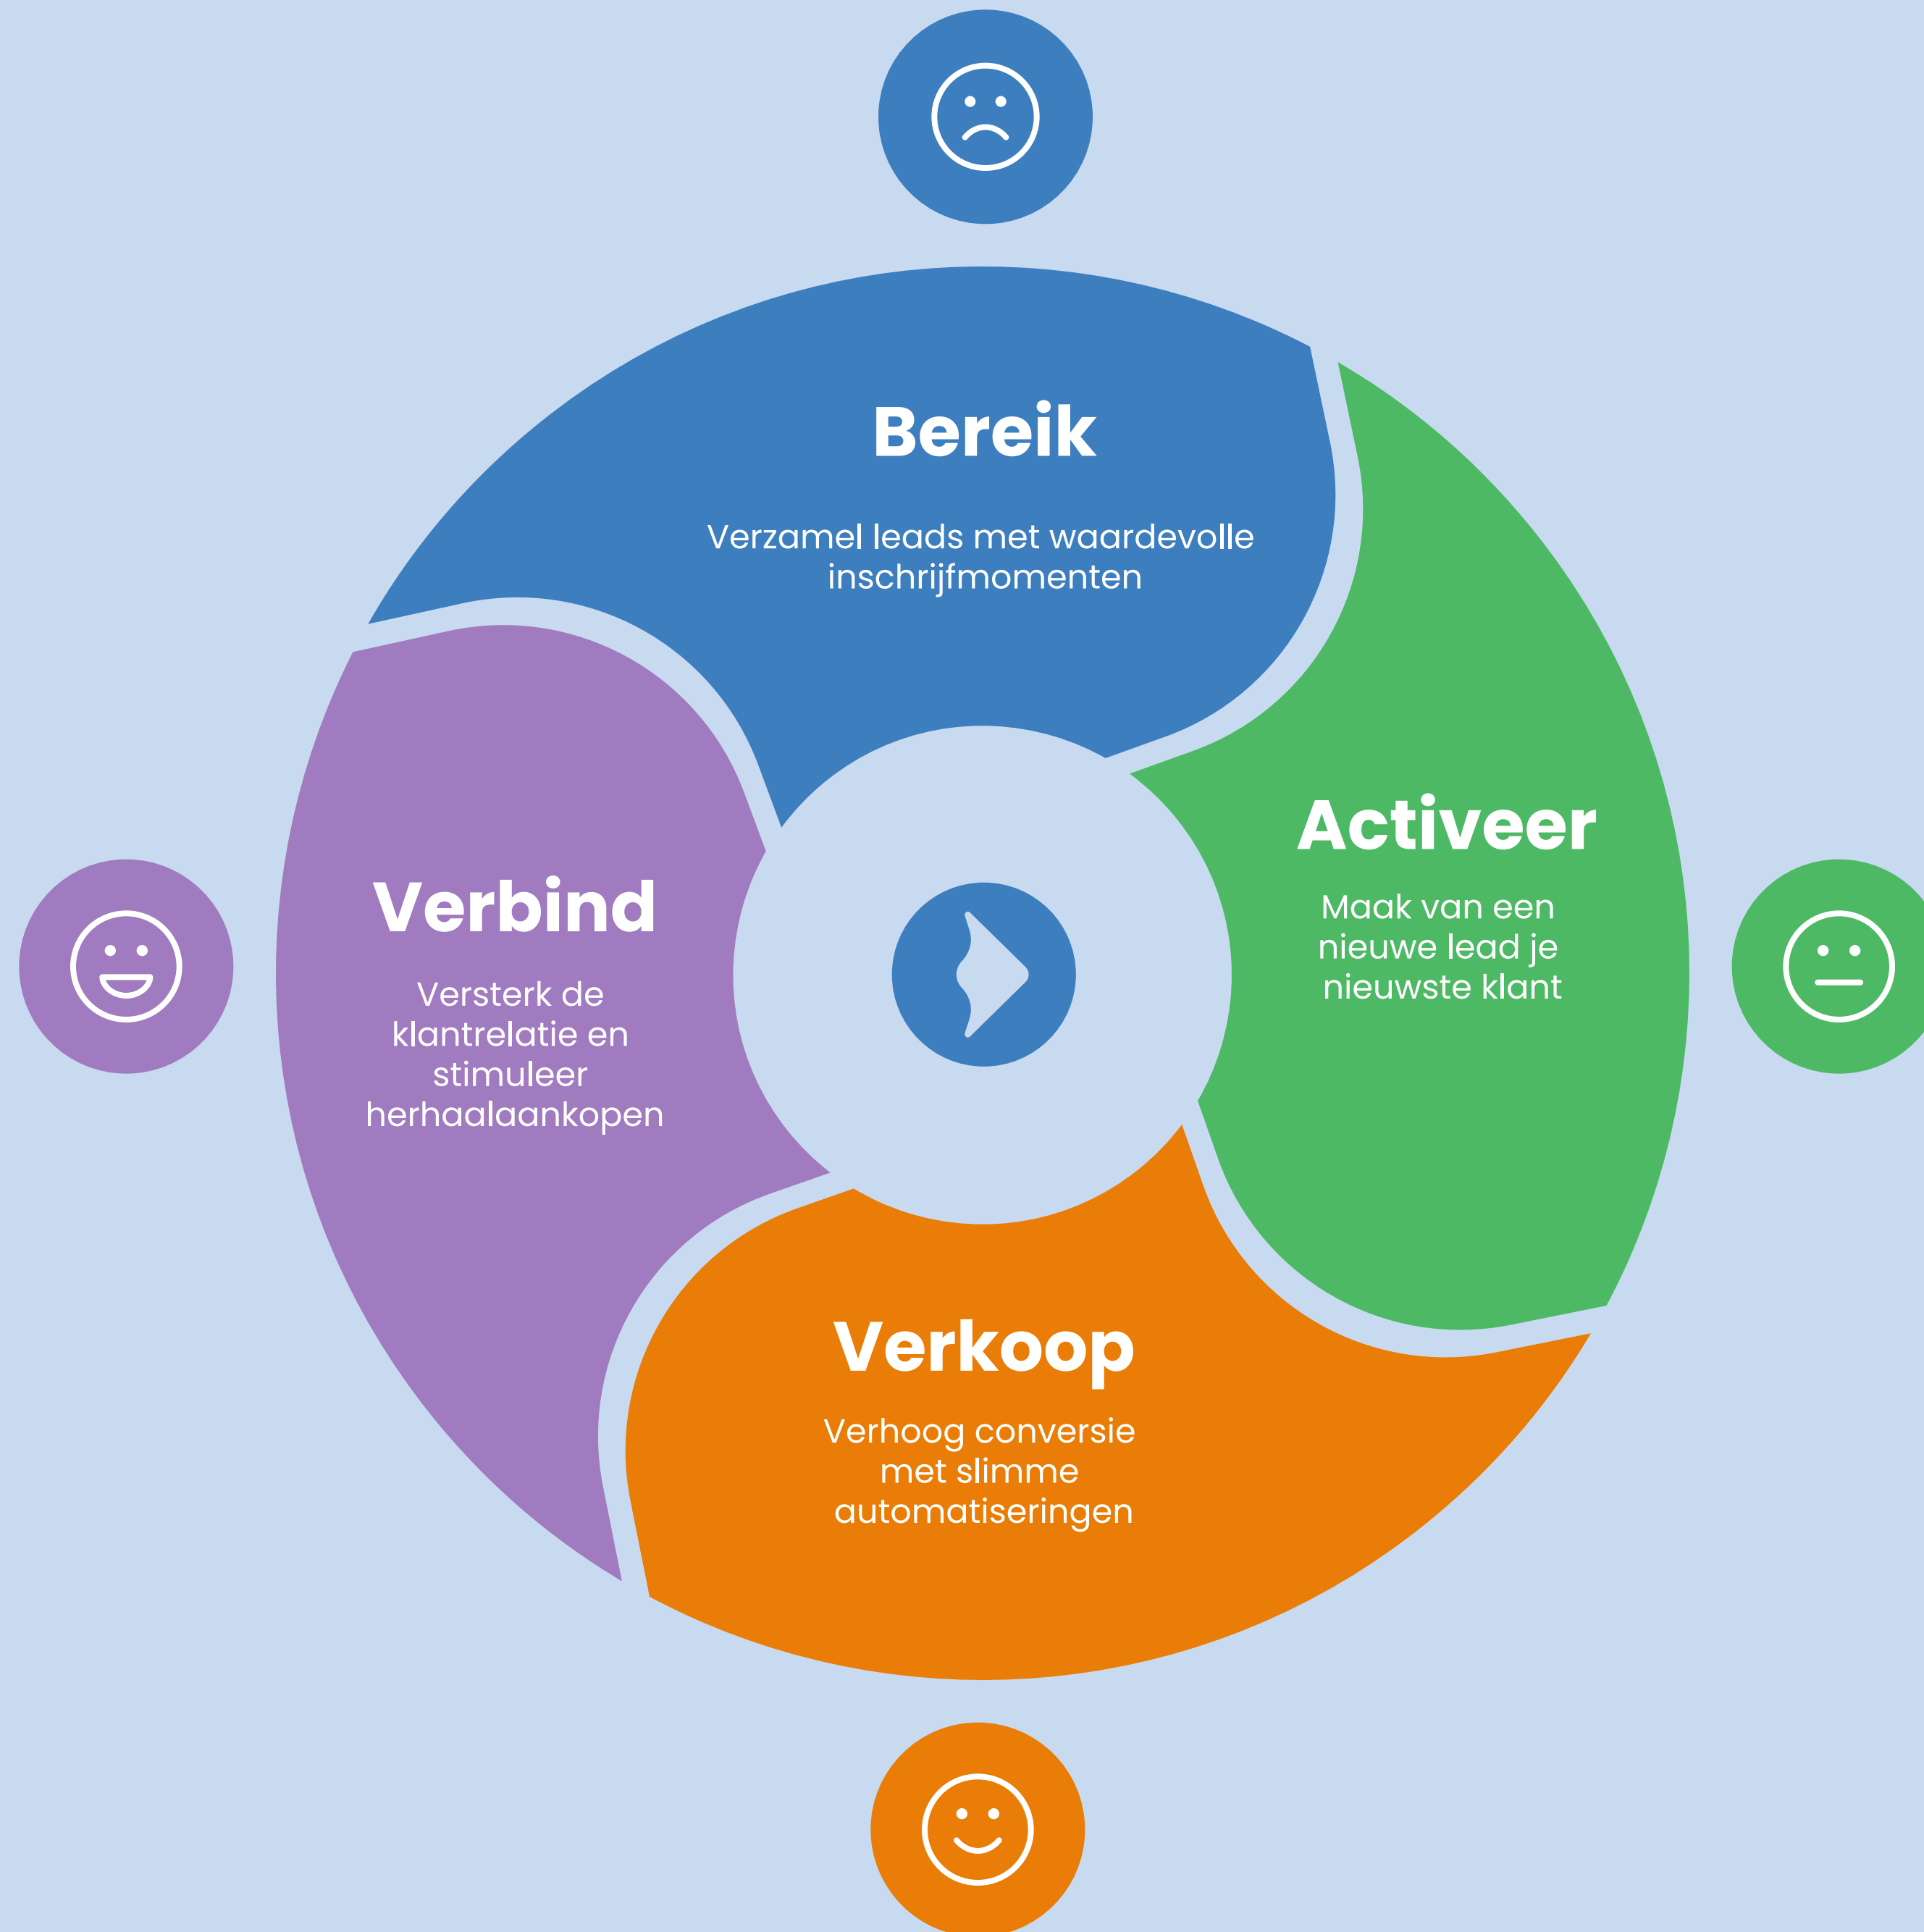 Bereik
Verzamel leads met waardevolle
inschrijfmomenten
Activeer
Maak van een
nieuwe lead je
nieuwste klant
Verkoop
Verhoog conversie
met slimme
automatiseringen
Verbind
Versterk de
klantrelatie en
stimuleer
herhaalaankopen